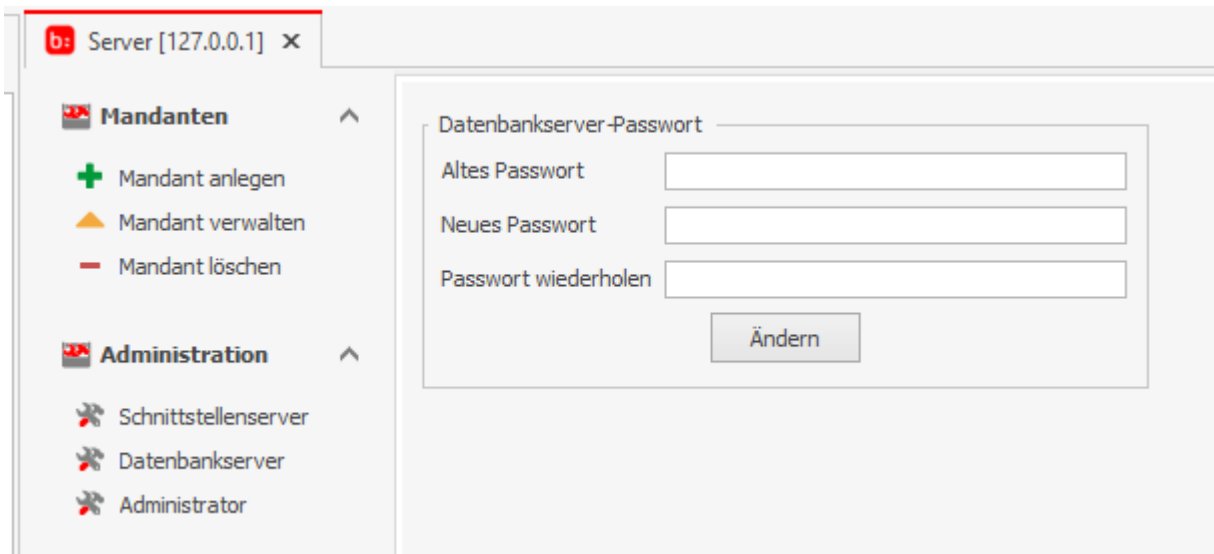 b:
Server [127.0.0.1] ×
Mandanten
Mandant anlegen
Mandant verwalten
Mandant löschen
Administration
Schnittstellenserver
Datenbankserver
Administrator
Datenbankserver-Passwort
Altes Passwort
Neues Passwort
Passwort wiederholen
Ändern